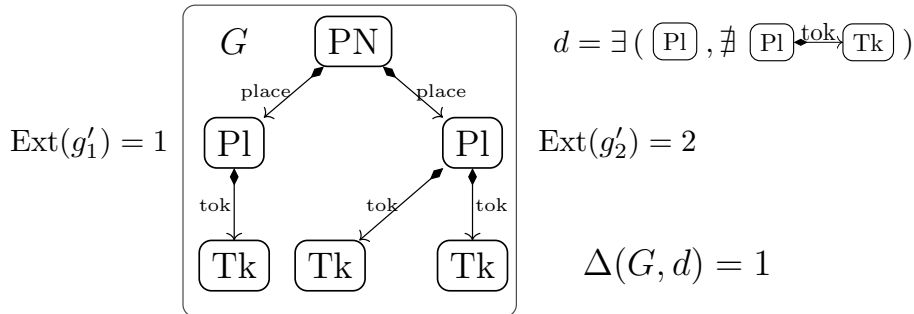 G PN d = ∃ ( Pl , ∄ Pl tok Tk )
place place
Ext(g′₁) = 1 Pl Pl Ext(g′₂) = 2
tok tok tok
Tk Tk Tk Δ(G, d) = 1